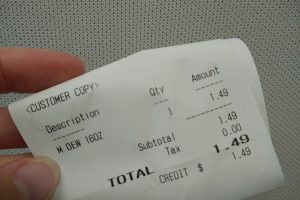 <CUSTOMER COPY>
Description Qty Amount
----------- --- ------
M DEW 16OZ 1 1.49
--------
Subtotal 1.49
Tax 0.00
TOTAL 1.49
CREDIT $ 1.49